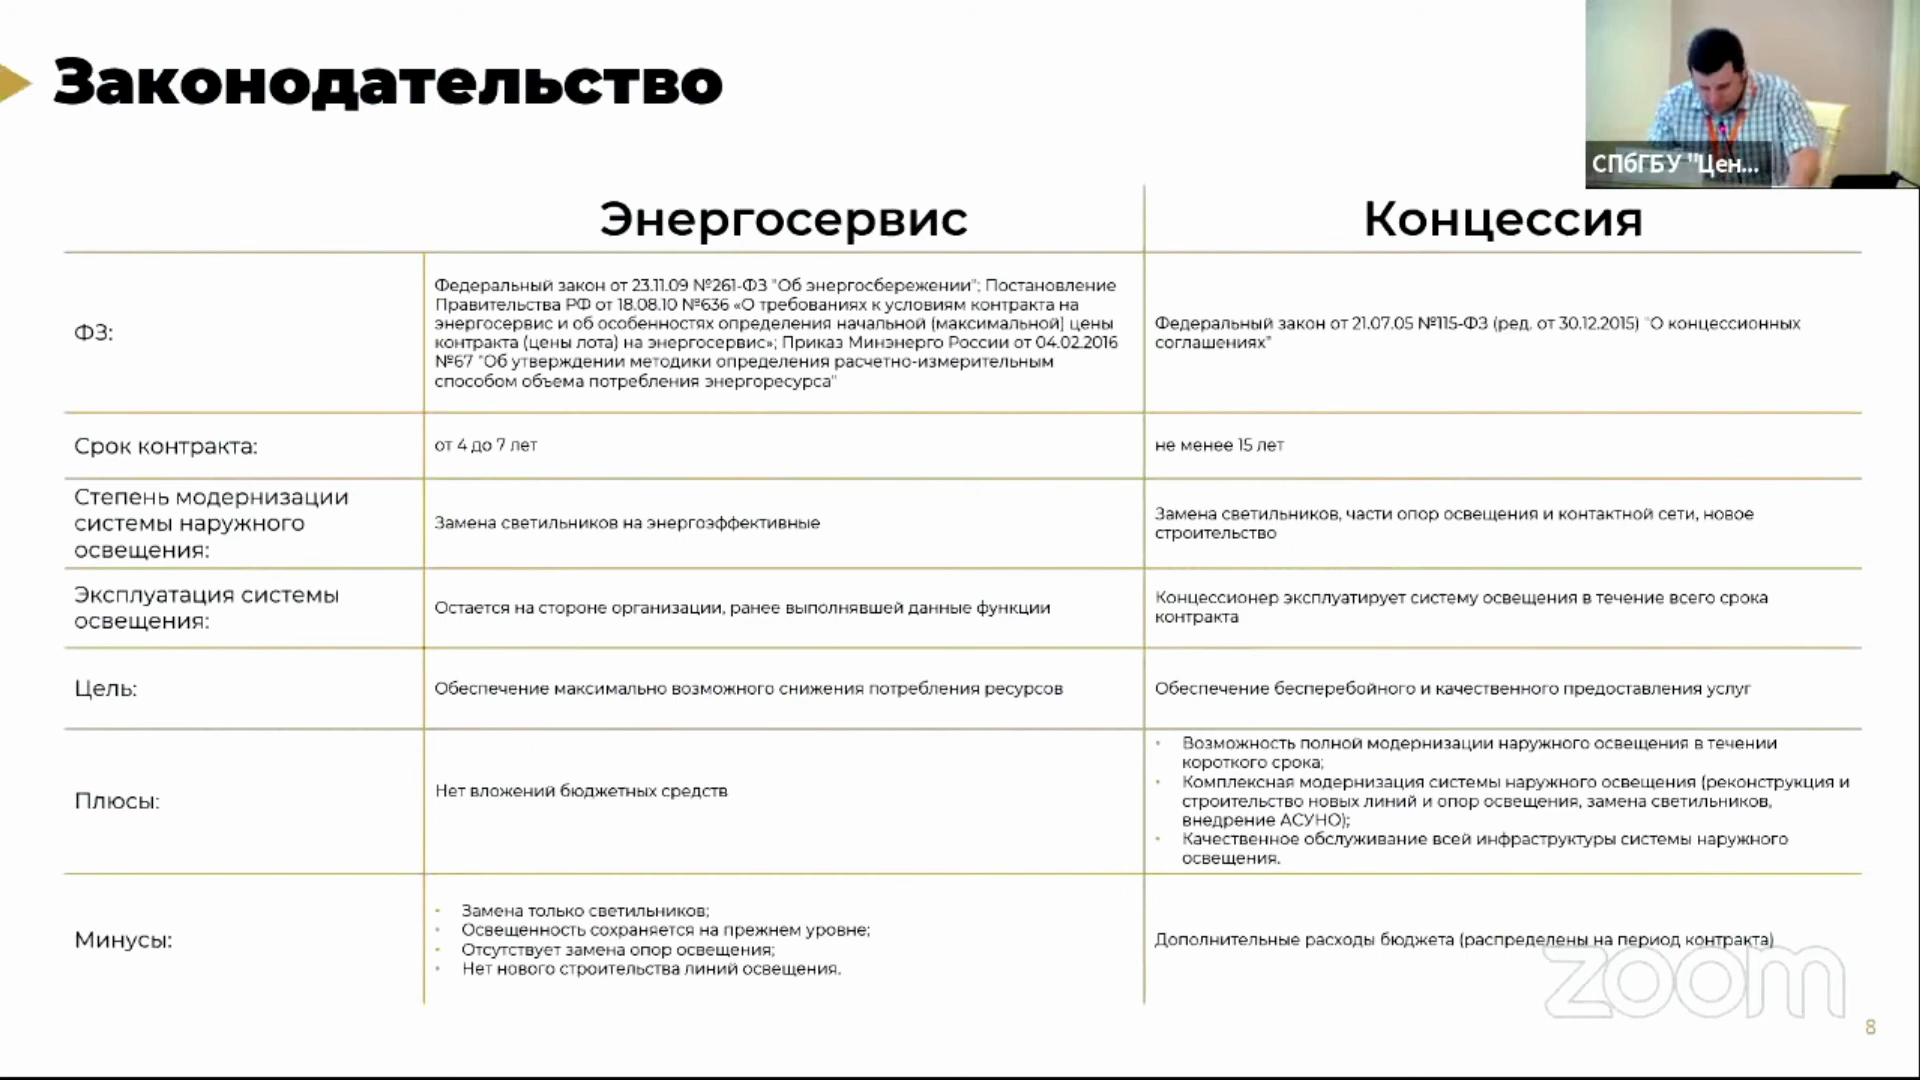 Законодательство
СПбГБУ "Цен...
Энергосервис
Концессия
ФЗ:
Федеральный закон от 23.11.09 №261-ФЗ "Об энергосбережении"; Постановление
Правительства РФ от 18.08.10 №636 «О требованиях к условиям контракта на
энергосервис и об особенностях определения начальной (максимальной) цены
контракта (цены лота) на энергосервис»; Приказ Минэнерго России от 04.02.2016
№67 "Об утверждении методики определения расчетно-измерительным
способом объема потребления энергоресурса"
Федеральный закон от 21.07.05 №115-ФЗ (ред. от 30.12.2015) "О концессионных
соглашениях"
Срок контракта:
от 4 до 7 лет
не менее 15 лет
Степень модернизации
системы наружного
освещения:
Замена светильников на энергоэффективные
Замена светильников, части опор освещения и контактной сети, новое
строительство
Эксплуатация системы
освещения:
Остается на стороне организации, ранее выполнявшей данные функции
Концессионер эксплуатирует систему освещения в течение всего срока
контракта
Цель:
Обеспечение максимально возможного снижения потребления ресурсов
Обеспечение бесперебойного и качественного предоставления услуг
Плюсы:
Нет вложений бюджетных средств
• Возможность полной модернизации наружного освещения в течении
короткого срока;
• Комплексная модернизация системы наружного освещения (реконструкция и
строительство новых линий и опор освещения, замена светильников,
внедрение АСУНО);
• Качественное обслуживание всей инфраструктуры системы наружного
освещения.
Минусы:
• Замена только светильников;
• Освещенность сохраняется на прежнем уровне;
• Отсутствует замена опор освещения;
• Нет нового строительства линий освещения.
Дополнительные расходы бюджета (распределены на период контракта)
zoom
8